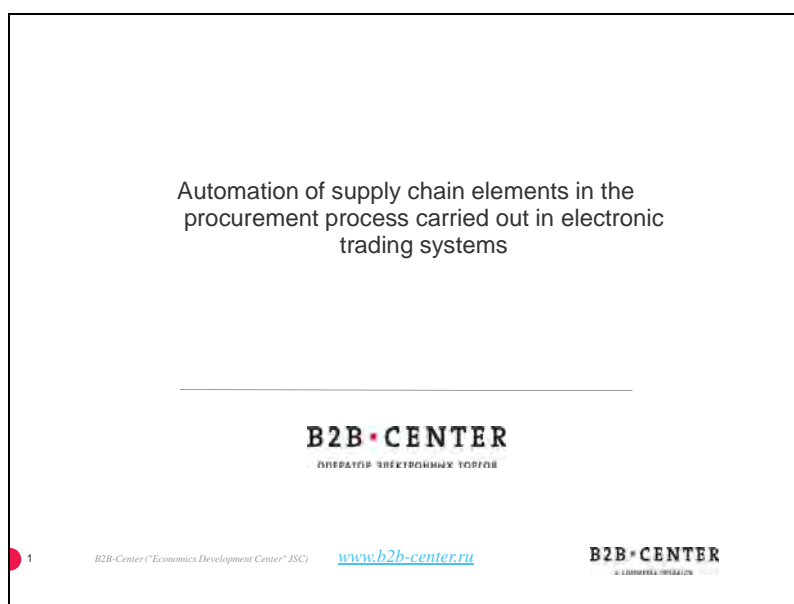 Automation of supply chain elements in the
procurement process carried out in electronic
trading systems
B2B·CENTER
ОПЕРАТОР ЭЛЕКТРОННЫХ ТОРГОВ
1 B2B-Center ("Economics Development Center" JSC) www.b2b-center.ru B2B·CENTER